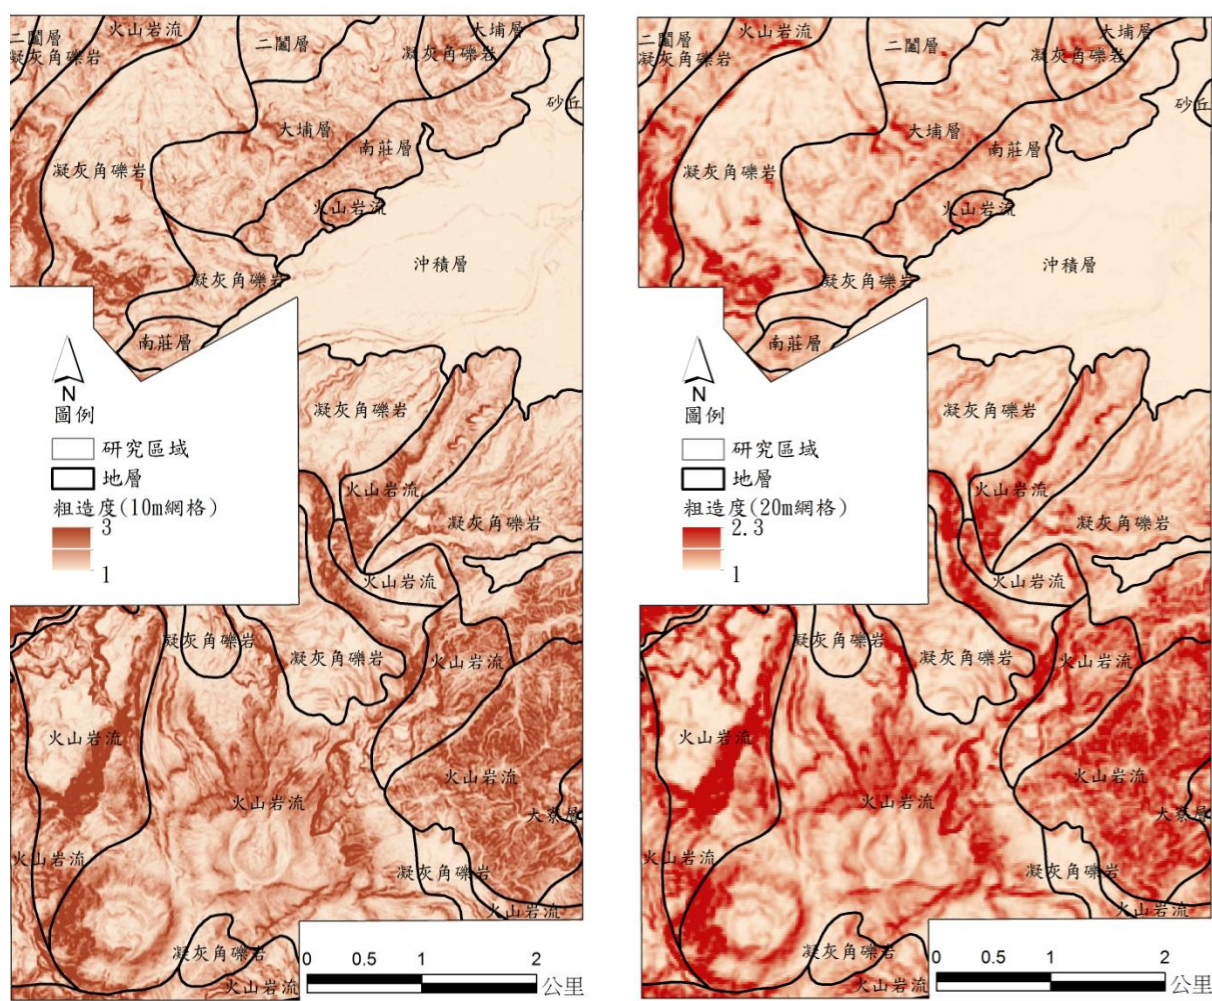 火山岩流
大埔層
二鬮層
二鬮層
凝灰角礫岩
凝灰角礫岩
砂丘
大埔層
南莊層
凝灰角礫岩
火山岩流
沖積層
凝灰角礫岩
南莊層
N
圖例
研究區域
地層
粗造度(10m網格)
3
1
凝灰角礫岩
火山岩流
凝灰角礫岩
火山岩流
凝灰角礫岩
凝灰角礫岩
火山岩流
火山岩流
火山岩流
火山岩流
大寮層
火山岩流
凝灰角礫岩
火山岩流
凝灰角礫岩
火山岩流
0 0.5 1 2
公里
火山岩流
大埔層
二鬮層
二鬮層
凝灰角礫岩
凝灰角礫岩
砂丘
大埔層
南莊層
凝灰角礫岩
火山岩流
沖積層
凝灰角礫岩
南莊層
N
圖例
研究區域
地層
粗造度(20m網格)
2.3
1
凝灰角礫岩
火山岩流
凝灰角礫岩
火山岩流
凝灰角礫岩
凝灰角礫岩
火山岩流
火山岩流
火山岩流
火山岩流
大寮層
火山岩流
凝灰角礫岩
火山岩流
凝灰角礫岩
火山岩流
0 0.5 1 2
公里